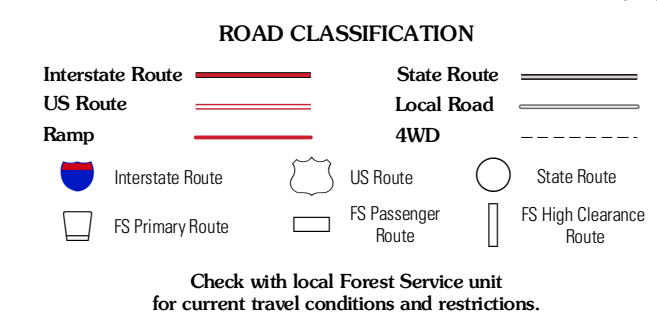 ROAD CLASSIFICATION
Interstate Route
State Route
US Route
Local Road
Ramp
4WD
Interstate Route
US Route
State Route
FS Primary Route
FS Passenger
Route
FS High Clearance
Route
Check with local Forest Service unit
for current travel conditions and restrictions.